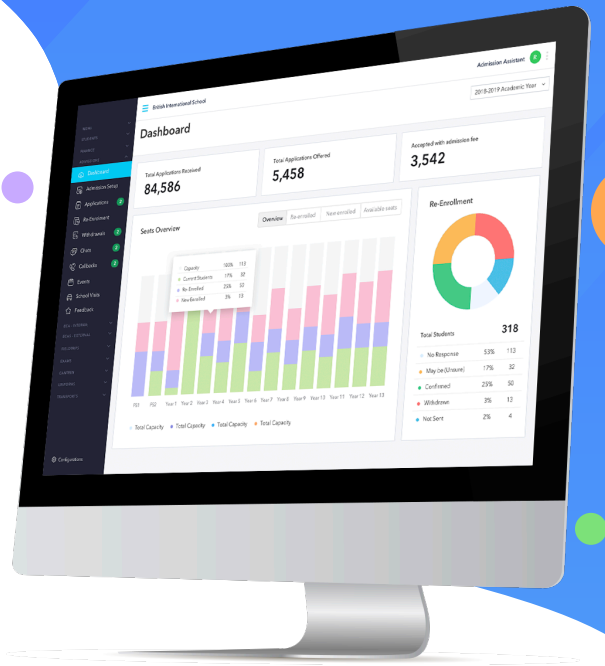 British International School
Admission Assistant
R
Dashboard
2018-2019 Academic Year
Total Applications Received
84,586
Total Applications Offered
5,458
Accepted with admission fee
3,542
Dashboard
Admission Setup
Applications
Re-Enrolment
Withdrawals
Chats
Callbacks
Events
School Visits
Feedback
Configurations
Seats Overview
Overview
Re-enrolled
New enrolled
Available seats
Capacity 100% 113
Current Students 17% 32
Re-Enrolled 25% 52
New Enrolled 3% 13
FS1 FS2 Year 1 Year 2 Year 3 Year 4 Year 5 Year 6 Year 7 Year 8 Year 9 Year 10 Year 11 Year 12 Year 13
Total Capacity Total Capacity Total Capacity Total Capacity
Re-Enrollment
Total Students 318
No Response 53% 113
May be (Unsure) 17% 32
Confirmed 25% 50
Withdrawn 3% 13
Not Sent 2% 4